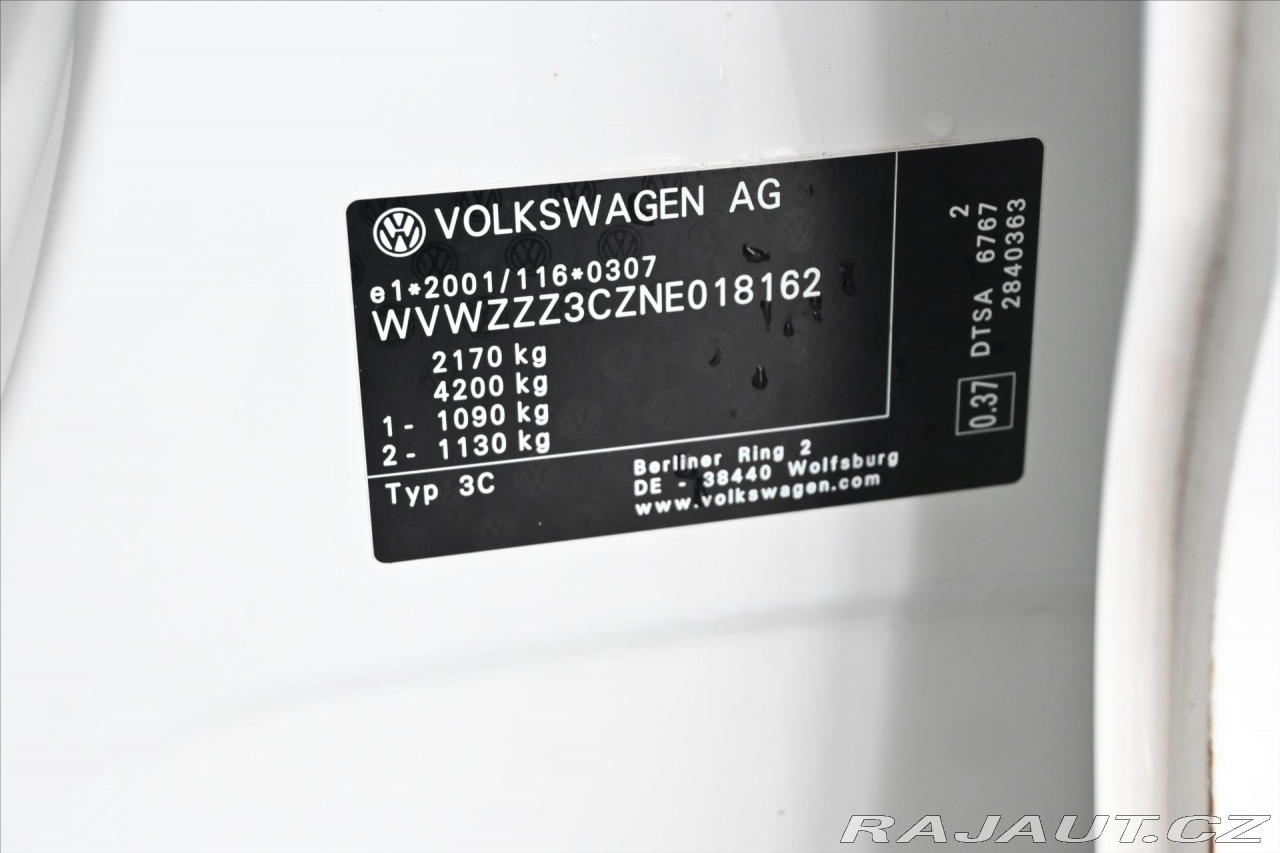 VOLKSWAGEN AG
e1*2001/116*0307
WVWZZZ3CZNE018162
2170 kg
4200 kg
1- 1090 kg
2- 1130 kg
Typ 3C
Berliner Ring 2
DE - 38440 Wolfsburg
www.volkswagen.com
2
0.37 DTSA 6767
2840363
RAJAUT.CZ